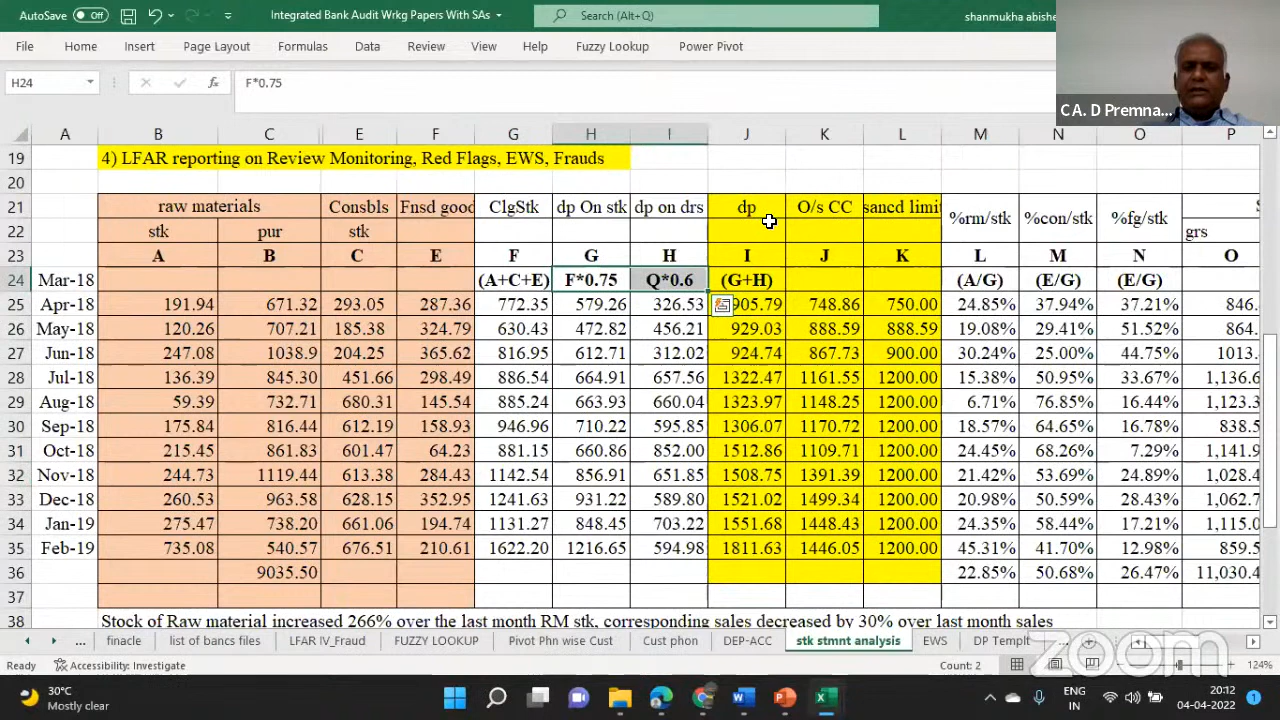 AutoSave Off Integrated Bank Audit Wrkg Papers With SAs Search (Alt+Q) shanmukha abishe
File Home Insert Page Layout Formulas Data Review View Help Fuzzy Lookup Power Pivot
H24 fx F*0.75
CA. D Premna...
A B C E F G H I J K L M N O P
19 4) LFAR reporting on Review Monitoring, Red Flags, EWS, Frauds
20
21 raw materials Consbls Fnsd good ClgStk dp On stk dp on drs dp O/s CC sancd limit %rm/stk %con/stk %fg/stk S
22 stk pur stk grs
23 A B C E F G H I J K L M N O
24 Mar-18 (A+C+E) F*0.75 Q*0.6 (G+H) (A/G) (E/G) (E/G)
25 Apr-18 191.94 671.32 293.05 287.36 772.35 579.26 326.53 905.79 748.86 750.00 24.85% 37.94% 37.21% 846.
26 May-18 120.26 707.21 185.38 324.79 630.43 472.82 456.21 929.03 888.59 888.59 19.08% 29.41% 51.52% 864.
27 Jun-18 247.08 1038.9 204.25 365.62 816.95 612.71 312.02 924.74 867.73 900.00 30.24% 25.00% 44.75% 1013.
28 Jul-18 136.39 845.30 451.66 298.49 886.54 664.91 657.56 1322.47 1161.55 1200.00 15.38% 50.95% 33.67% 1,136.6
29 Aug-18 59.39 732.71 680.31 145.54 885.24 663.93 660.04 1323.97 1148.25 1200.00 6.71% 76.85% 16.44% 1,123.3
30 Sep-18 175.84 816.44 612.19 158.93 946.96 710.22 595.85 1306.07 1170.72 1200.00 18.57% 64.65% 16.78% 838.5
31 Oct-18 215.45 861.83 601.47 64.23 881.15 660.86 852.00 1512.86 1109.71 1200.00 24.45% 68.26% 7.29% 1,141.9
32 Nov-18 244.73 1119.44 613.38 284.43 1142.54 856.91 651.85 1508.75 1391.39 1200.00 21.42% 53.69% 24.89% 1,028.4
33 Dec-18 260.53 963.58 628.15 352.95 1241.63 931.22 589.80 1521.02 1499.34 1200.00 20.98% 50.59% 28.43% 1,062.7
34 Jan-19 275.47 738.20 661.06 194.74 1131.27 848.45 703.22 1551.68 1448.43 1200.00 24.35% 58.44% 17.21% 1,115.0
35 Feb-19 735.08 540.57 676.51 210.61 1622.20 1216.65 594.98 1811.63 1446.05 1200.00 45.31% 41.70% 12.98% 859.5
36 9035.50 22.85% 50.68% 26.47% 11,030.4
37
38 Stock of Raw material increased 266% over the last month RM stk, corresponding sales decreased by 30% over last month sales
... finacle list of bancs files LFAR IV_Fraud FUZZY LOOKUP Pivot Phn wise Cust Cust phon DEP-ACC stk stmnt analysis EWS DP Templt ...
Ready Accessibility: Investigate Count: 2 124%
zoom
30°C
Mostly clear
ENG
IN
20:12
04-04-2022
1